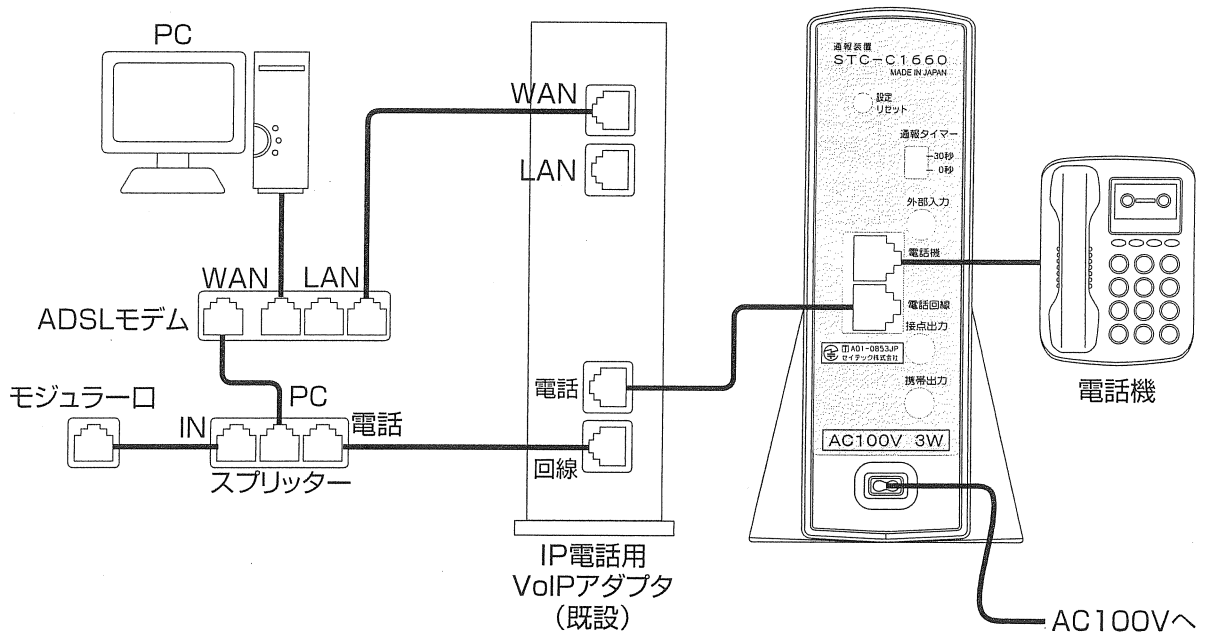 PC
WAN
LAN
ADSLモデム
モジュラー口
IN
PC
電話
スプリッター
WAN
LAN
電話
回線
IP電話用
VoIPアダプタ
（既設）
通報装置
STC-C1660
MADE IN JAPAN
設定
リセット
通報タイマー
30秒
0秒
外部入力
電話機
電話回線
接点出力
A01-0853JP
セイテック株式会社
携帯出力
AC100V 3W
電話機
AC100Vへ